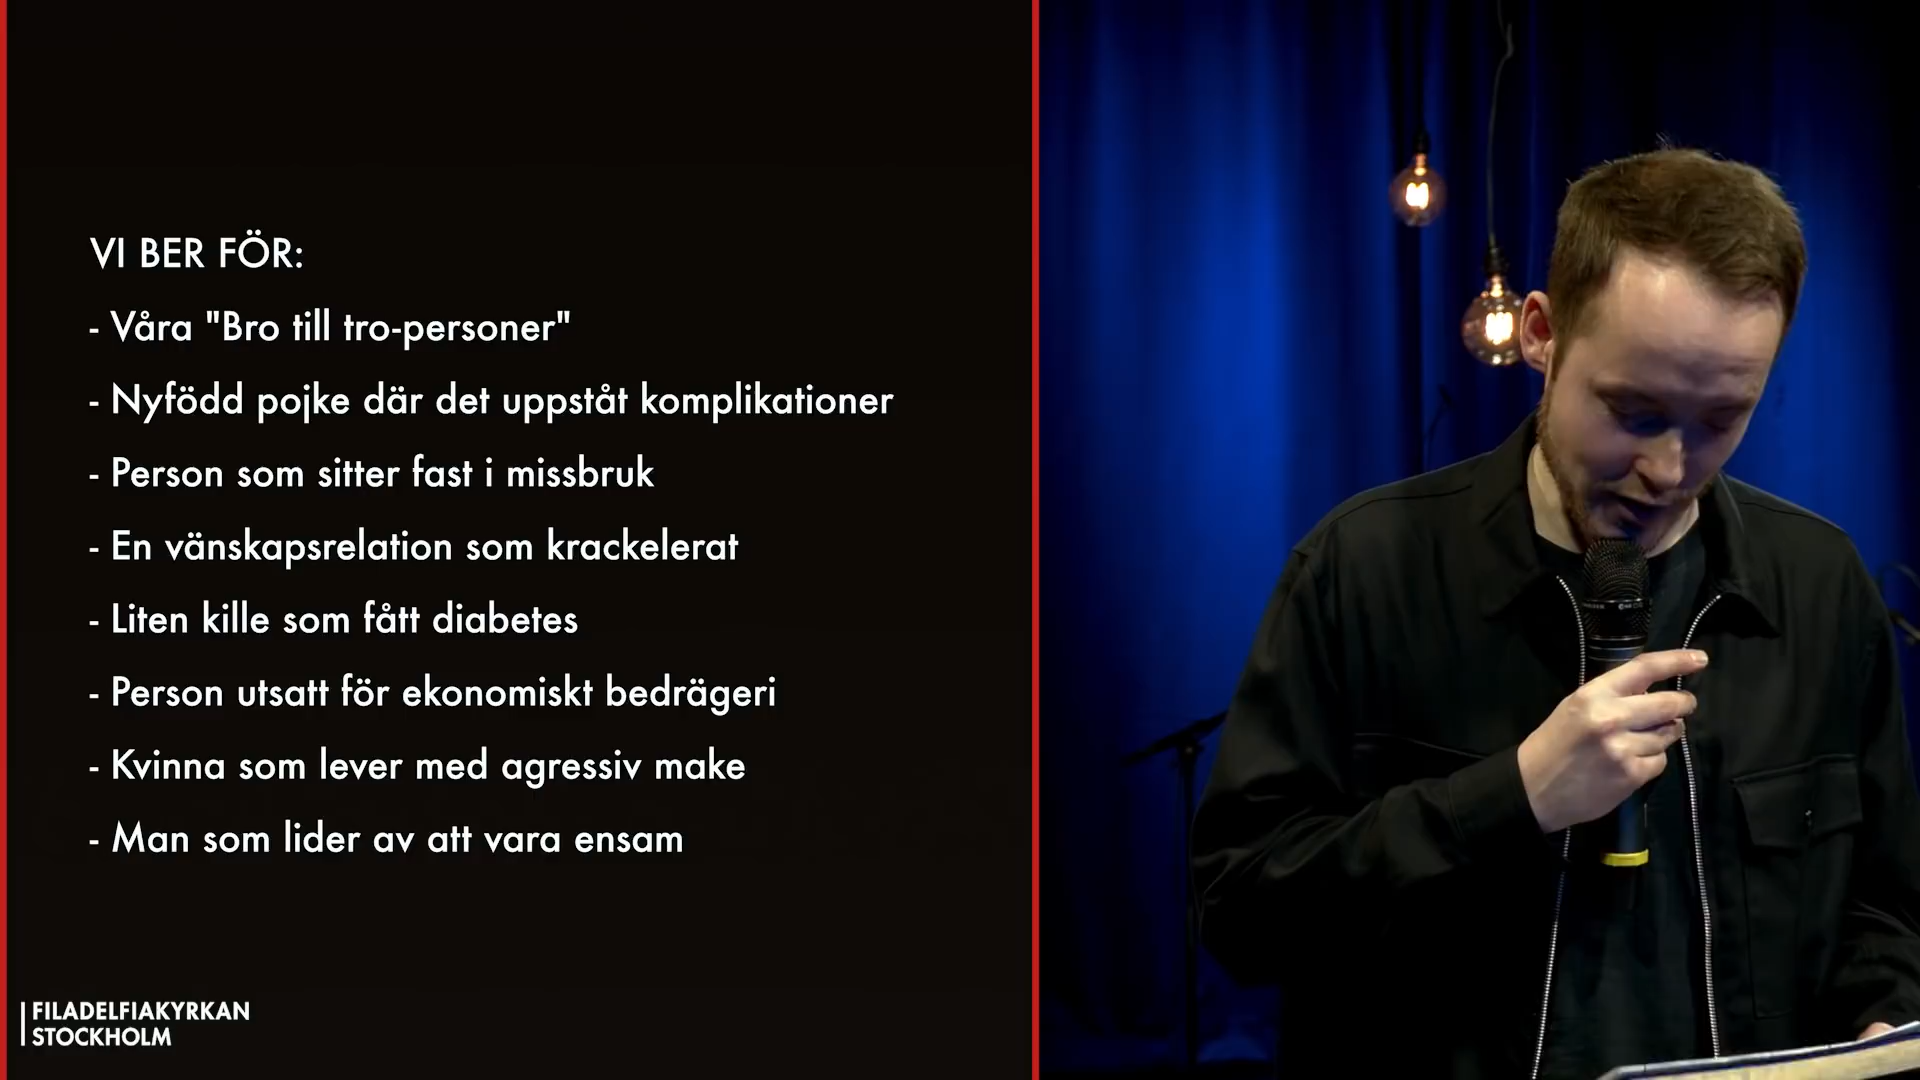 VI BER FÖR:
- Våra "Bro till tro-personer"
- Nyfödd pojke där det uppståt komplikationer
- Person som sitter fast i missbruk
- En vänskapsrelation som krackelerat
- Liten kille som fått diabetes
- Person utsatt för ekonomiskt bedrägeri
- Kvinna som lever med agressiv make
- Man som lider av att vara ensam
FILADELFIAKYRKAN
STOCKHOLM